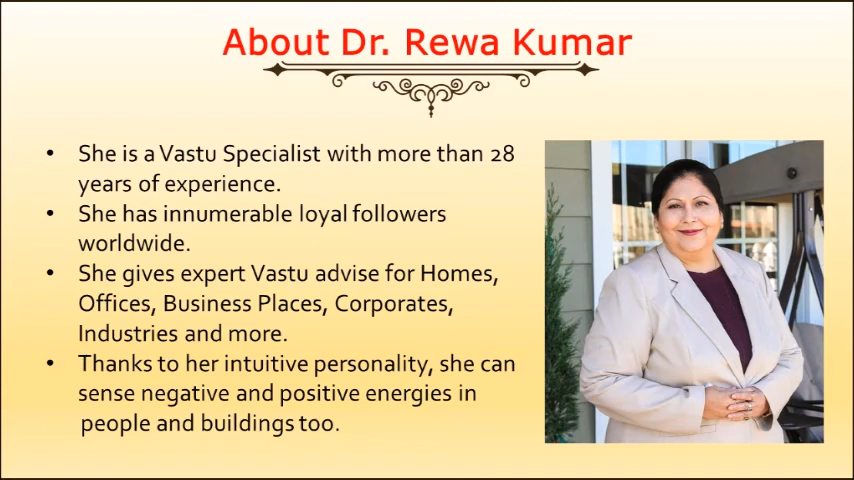 About Dr. Rewa Kumar
• She is a Vastu Specialist with more than 28
years of experience.
• She has innumerable loyal followers
worldwide.
• She gives expert Vastu advise for Homes,
Offices, Business Places, Corporates,
Industries and more.
• Thanks to her intuitive personality, she can
sense negative and positive energies in
people and buildings too.